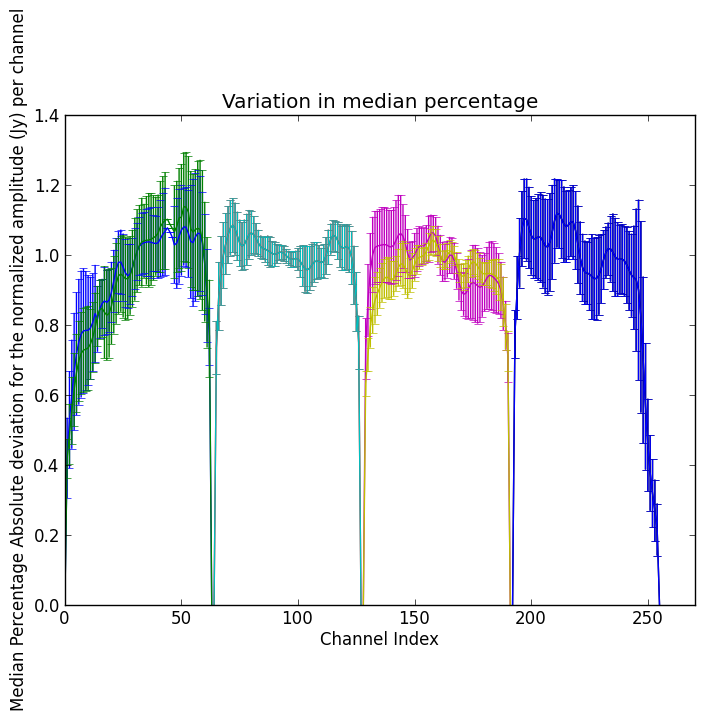 Variation in median percentage
Median Percentage Absolute deviation for the normalized amplitude (Jy) per channel
1.4
1.2
1.0
0.8
0.6
0.4
0.2
0.0
0 50 100 150 200 250
Channel Index